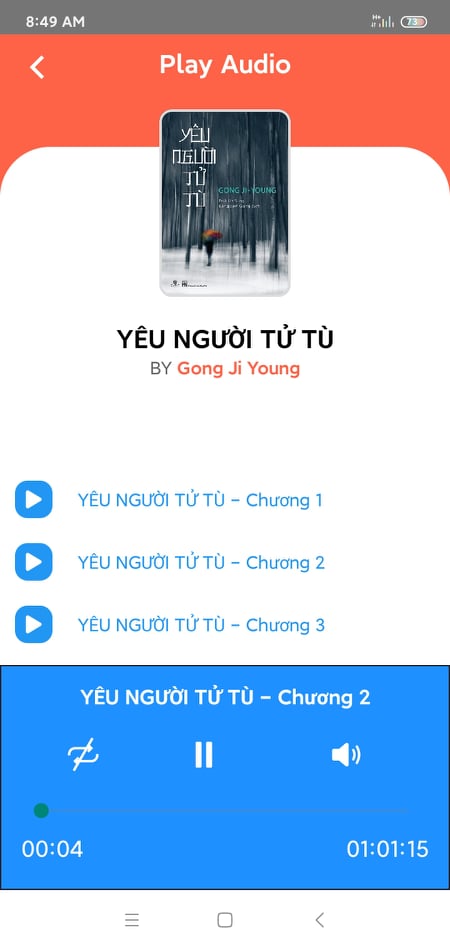 8:49 AM
73
Play Audio
YÊU
NGƯỜI
TỬ
TÙ
GONG JI-YOUNG
YÊU NGƯỜI TỬ TÙ
BY Gong Ji Young
YÊU NGƯỜI TỬ TÙ – Chương 1
YÊU NGƯỜI TỬ TÙ – Chương 2
YÊU NGƯỜI TỬ TÙ – Chương 3
YÊU NGƯỜI TỬ TÙ – Chương 2
00:04
01:01:15